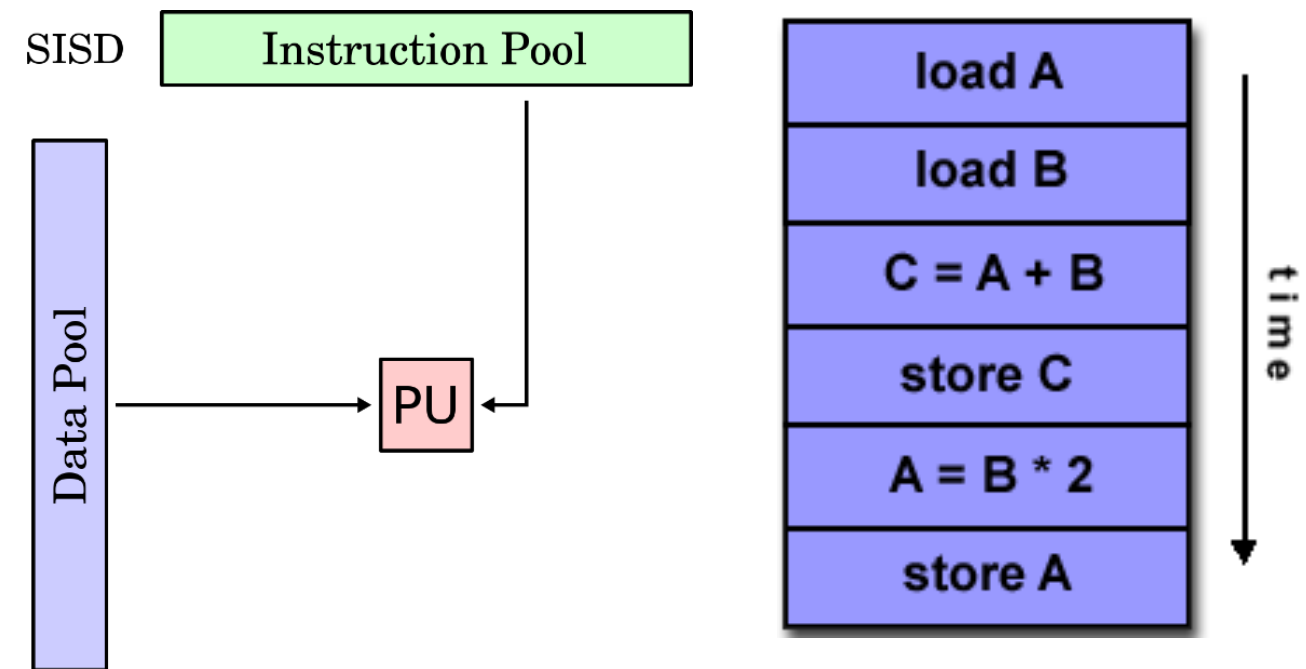 SISD
Instruction Pool
Data Pool
PU
load A
load B
C = A + B
store C
A = B * 2
store A
time